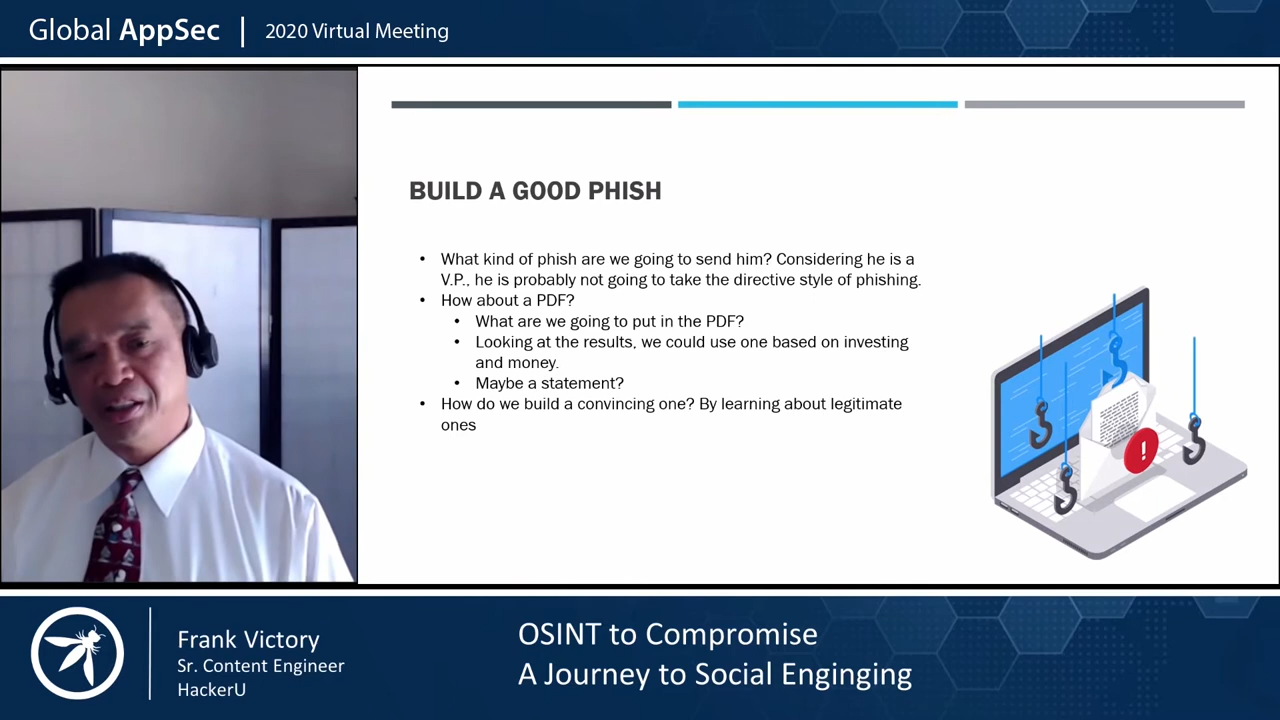 Global AppSec | 2020 Virtual Meeting
BUILD A GOOD PHISH
• What kind of phish are we going to send him? Considering he is a
V.P., he is probably not going to take the directive style of phishing.
• How about a PDF?
• What are we going to put in the PDF?
• Looking at the results, we could use one based on investing
and money.
• Maybe a statement?
• How do we build a convincing one? By learning about legitimate
ones
!
Frank Victory
Sr. Content Engineer
HackerU
OSINT to Compromise
A Journey to Social Enginging